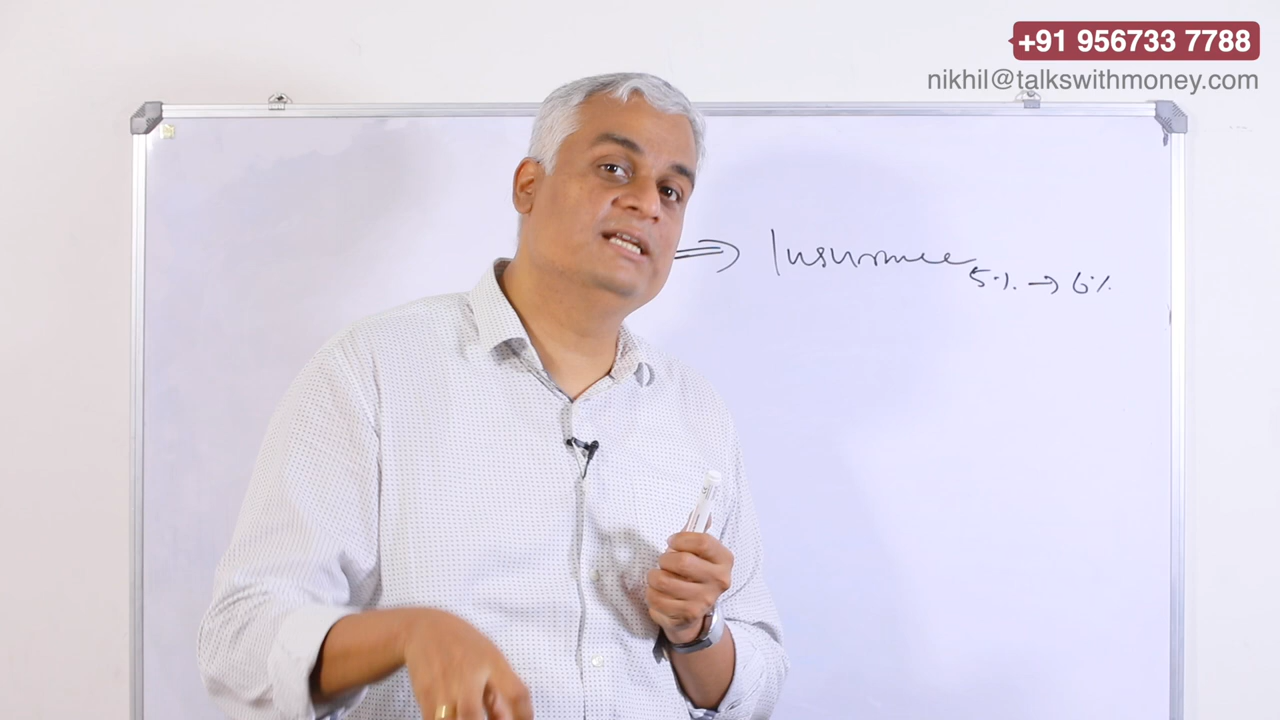 +91 956733 7788
nikhil@talkswithmoney.com
⇒ Insurance
5% → 6%